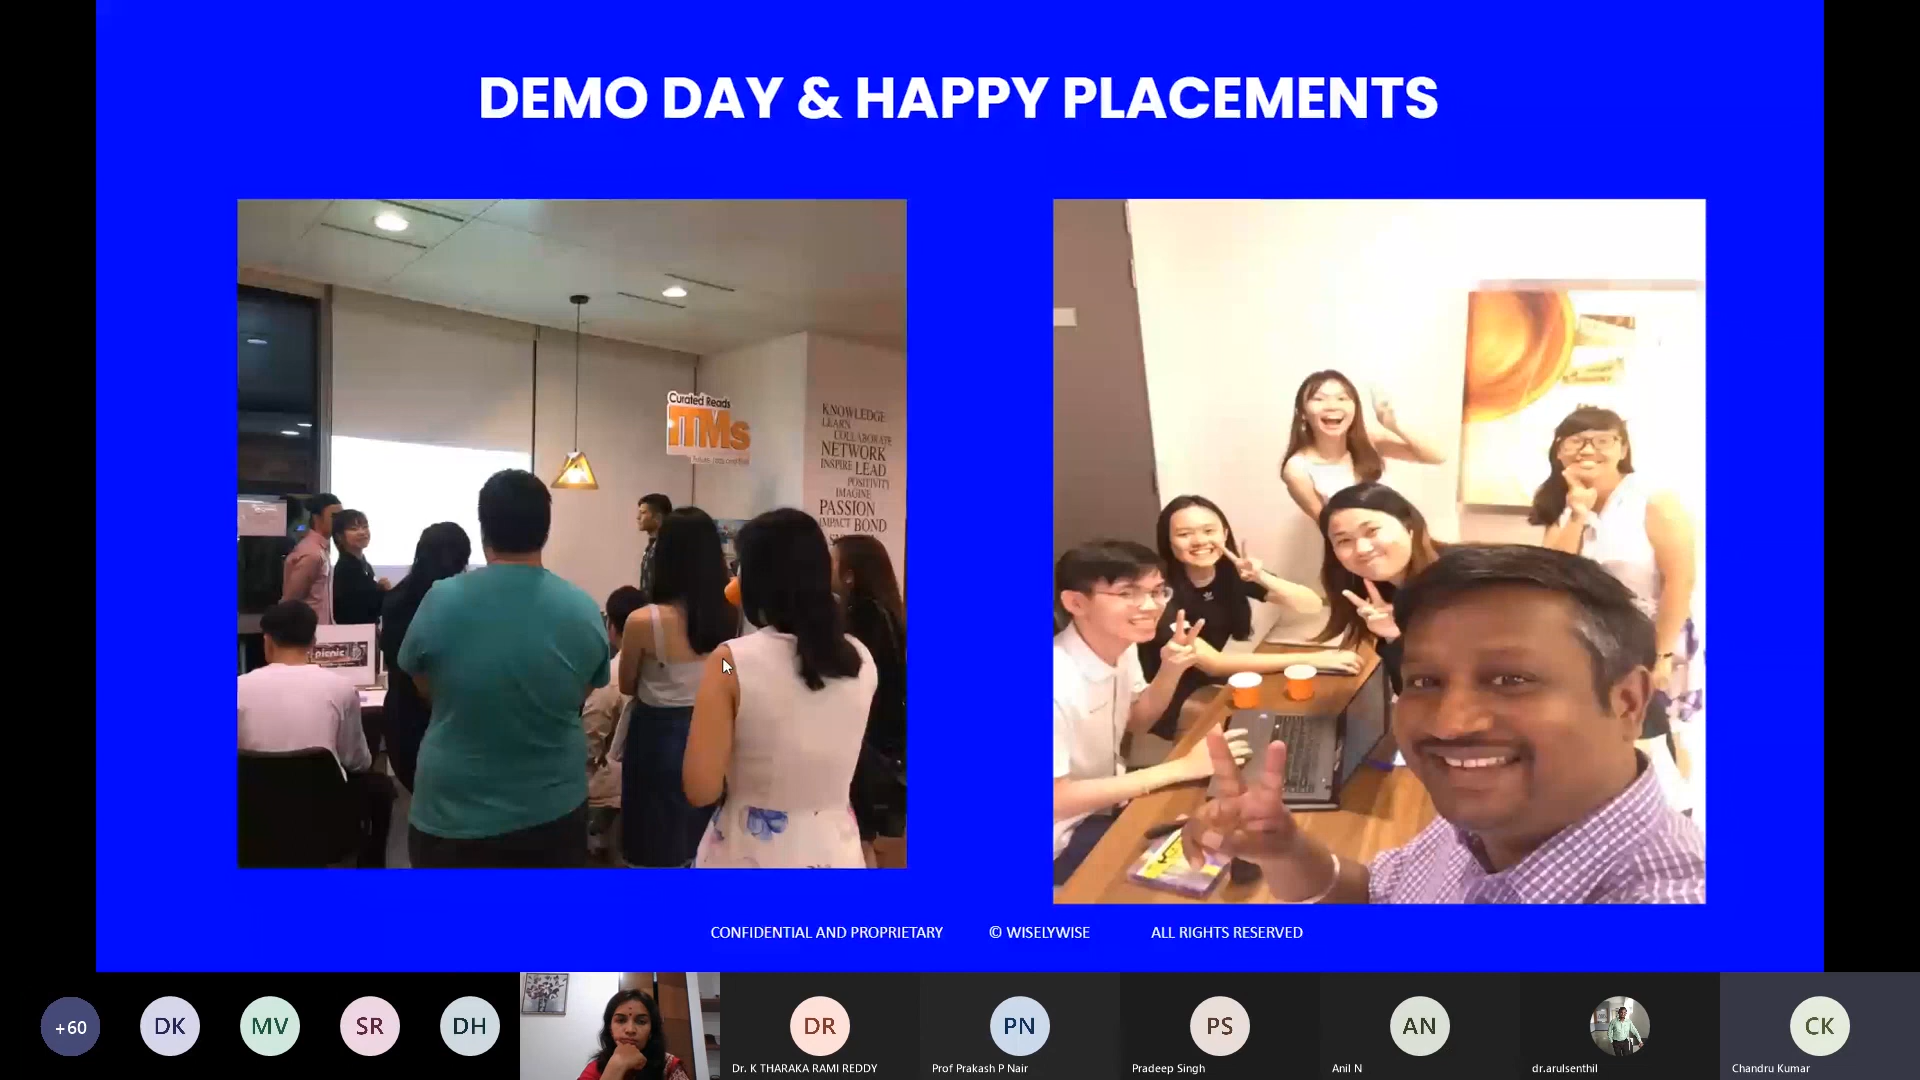 DEMO DAY & HAPPY PLACEMENTS
Curated Reads
ITMs
KNOWLEDGE
LEARN
COLLABORATE
NETWORK
INSPIRE LEAD
POSITIVITY
IMAGINE
PASSION
IMPACT BOND
picnic
CONFIDENTIAL AND PROPRIETARY © WISELYWISE ALL RIGHTS RESERVED
+60 DK MV SR DH DR PN PS AN CK
Dr. K THARAKA RAMI REDDY Prof Prakash P Nair Pradeep Singh Anil N dr.arulsenthil Chandru Kumar